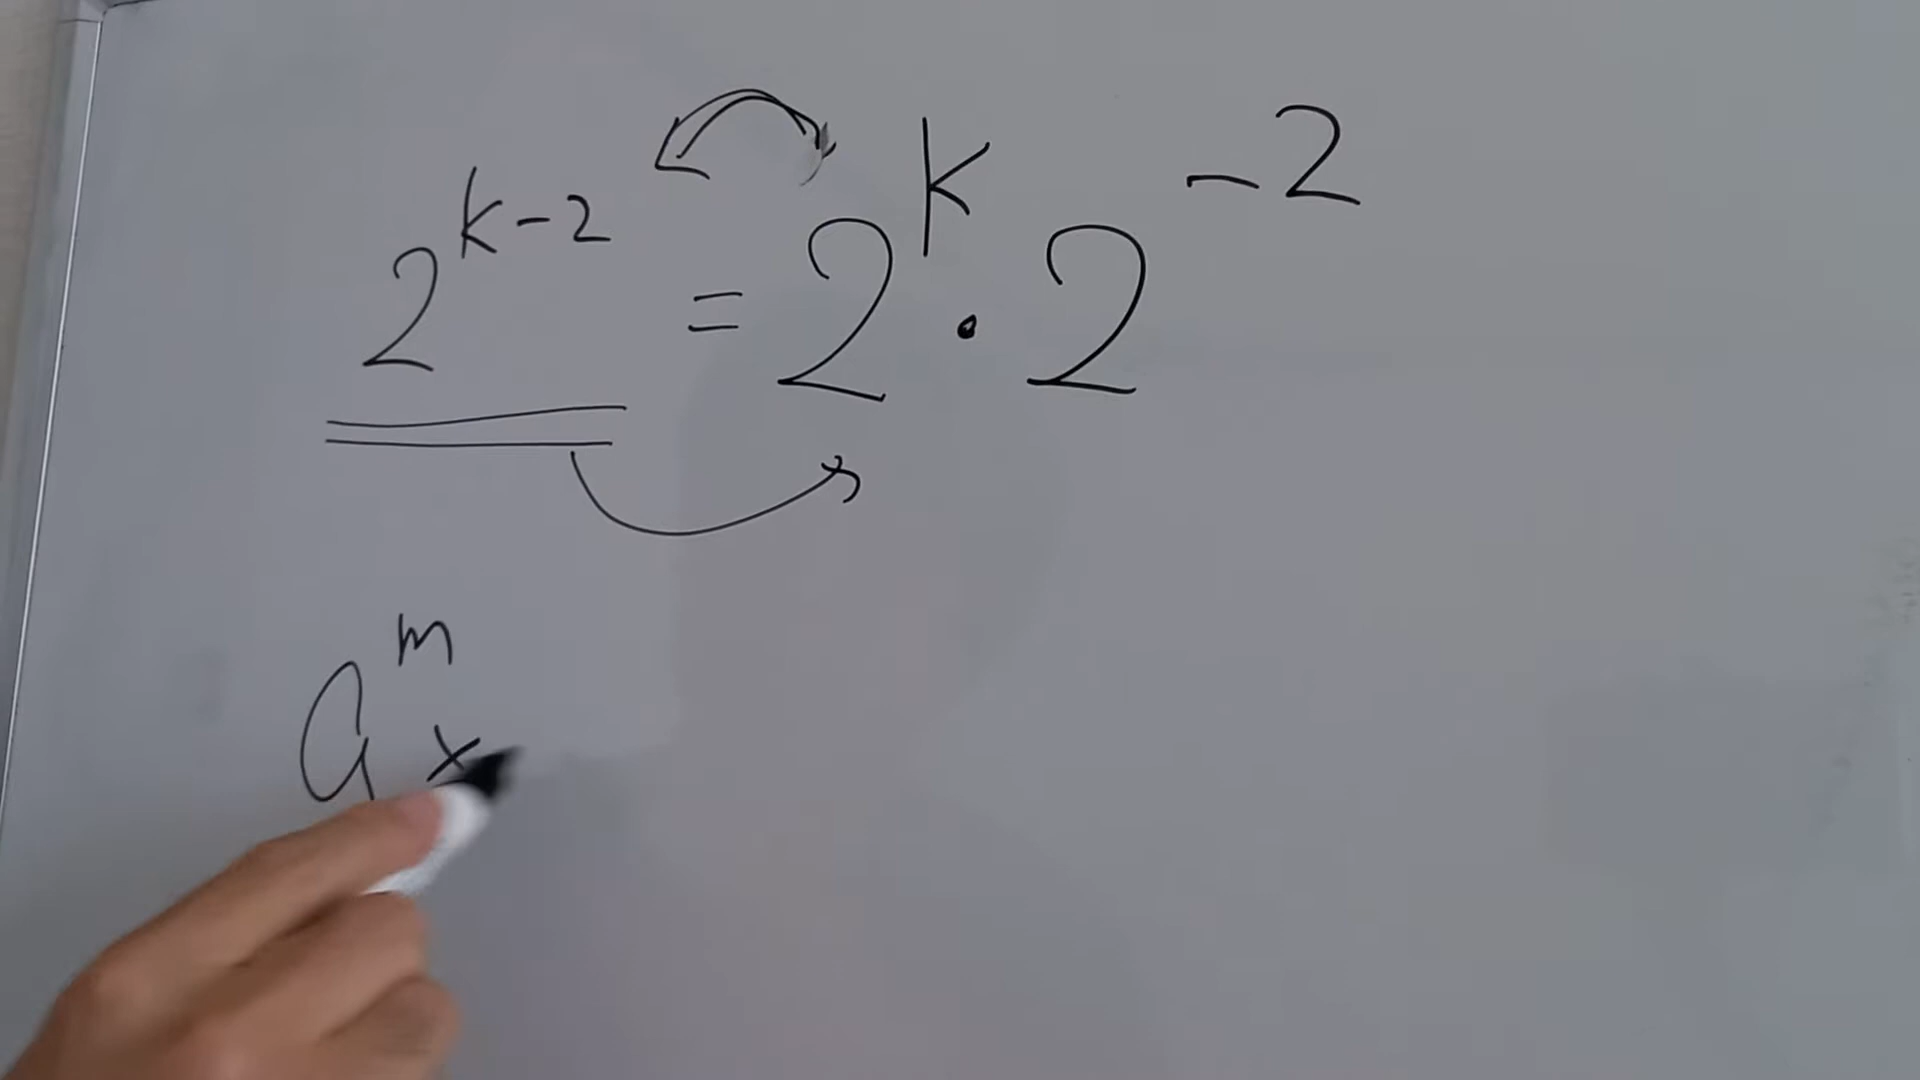 2^{k-2} = 2^k · 2^{-2}
a^m ×